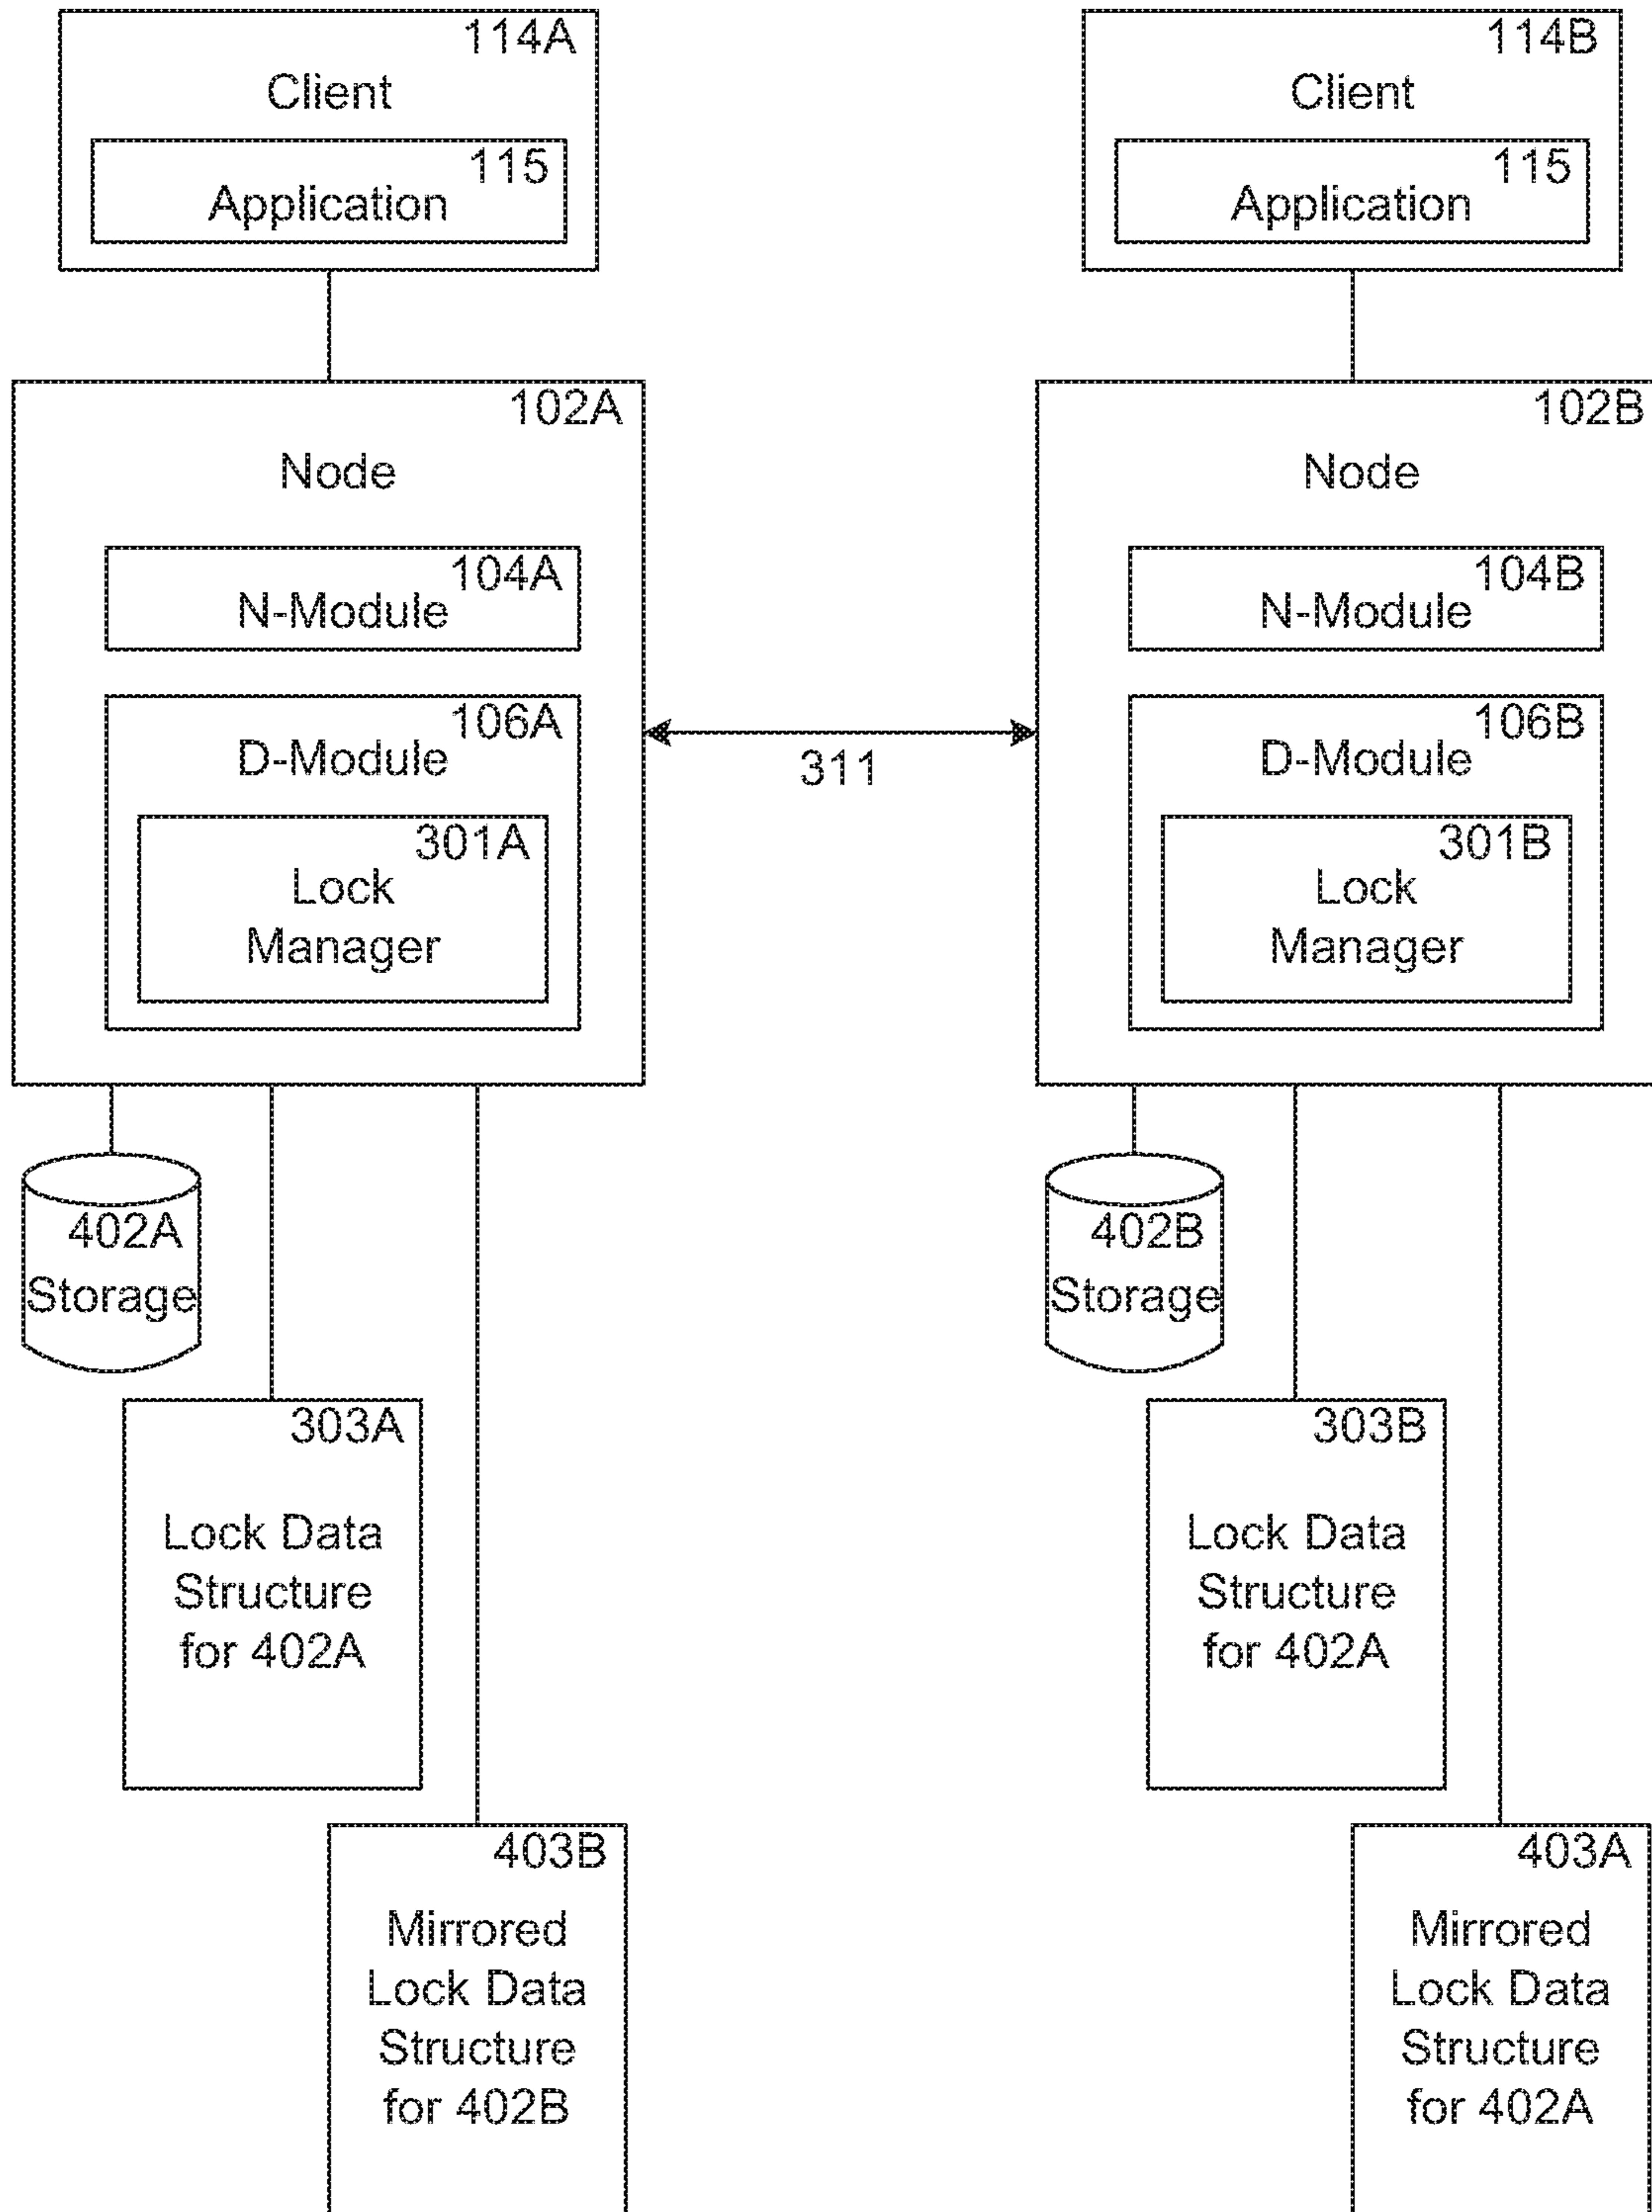 114A
Client
115
Application
114B
Client
115
Application
102A
Node
104A
N-Module
106A
D-Module
301A
Lock
Manager
311
102B
Node
104B
N-Module
106B
D-Module
301B
Lock
Manager
402A
Storage
303A
Lock Data
Structure
for 402A
403B
Mirrored
Lock Data
Structure
for 402B
402B
Storage
303B
Lock Data
Structure
for 402A
403A
Mirrored
Lock Data
Structure
for 402A